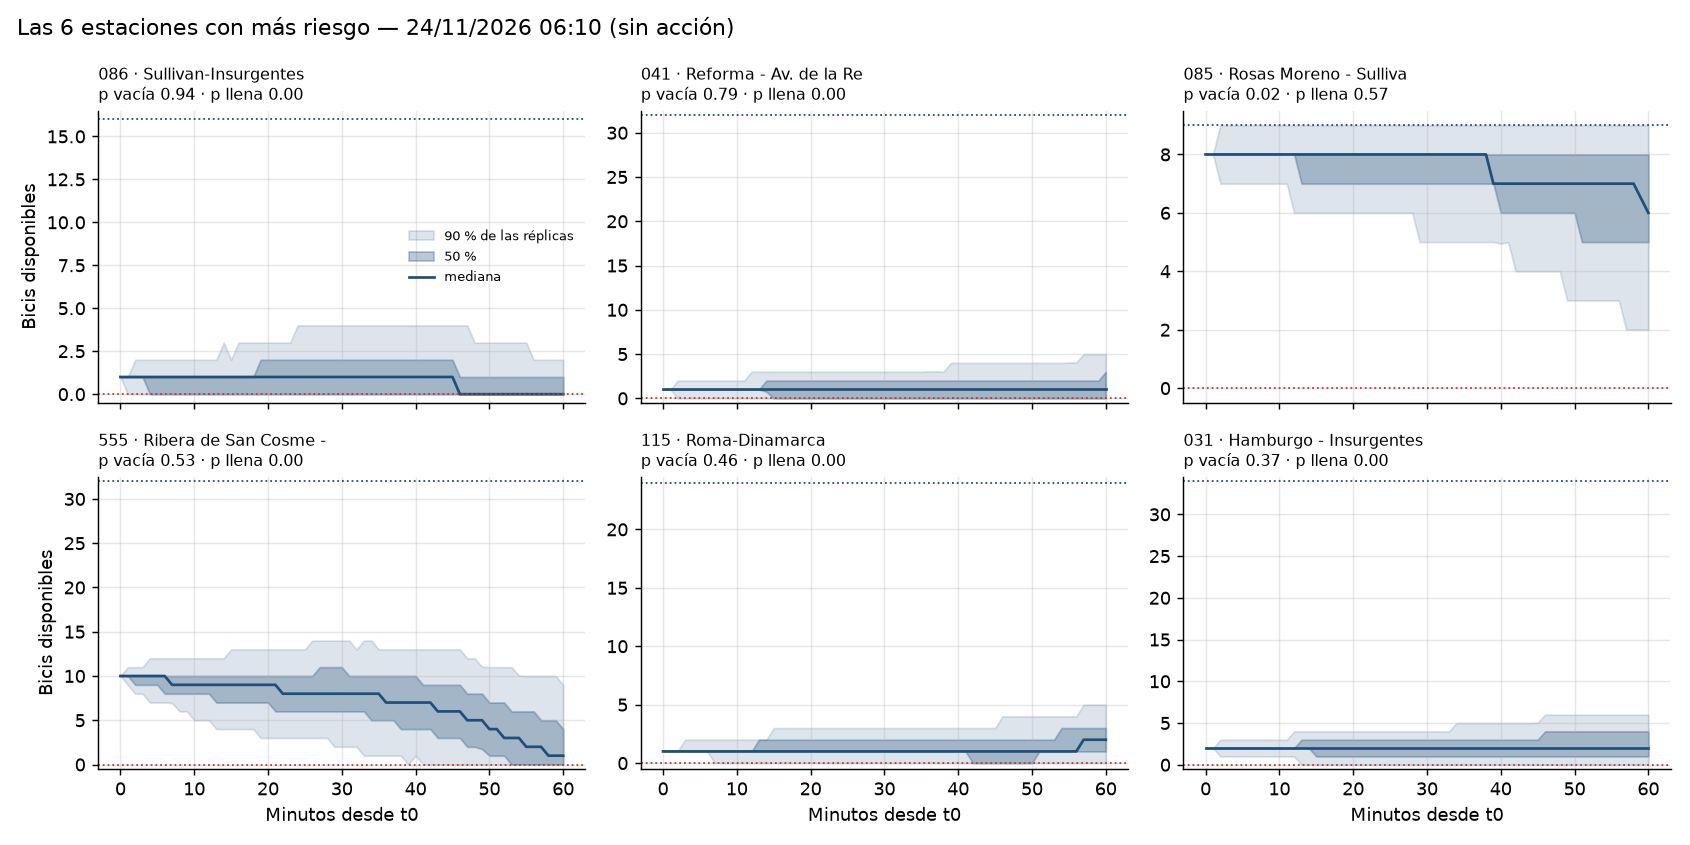 Las 6 estaciones con más riesgo — 24/11/2026 06:10 (sin acción)
086 · Sullivan-Insurgentes
p vacía 0.94 · p llena 0.00
15.0
12.5
10.0
7.5
5.0
2.5
0.0
Bicis disponibles
90 % de las réplicas
50 %
mediana
041 · Reforma - Av. de la Re
p vacía 0.79 · p llena 0.00
30
25
20
15
10
5
0
085 · Rosas Moreno - Sulliva
p vacía 0.02 · p llena 0.57
8
6
4
2
0
555 · Ribera de San Cosme -
p vacía 0.53 · p llena 0.00
30
25
20
15
10
5
0
Bicis disponibles
0 10 20 30 40 50 60
Minutos desde t0
115 · Roma-Dinamarca
p vacía 0.46 · p llena 0.00
20
15
10
5
0
0 10 20 30 40 50 60
Minutos desde t0
031 · Hamburgo - Insurgentes
p vacía 0.37 · p llena 0.00
30
25
20
15
10
5
0
0 10 20 30 40 50 60
Minutos desde t0